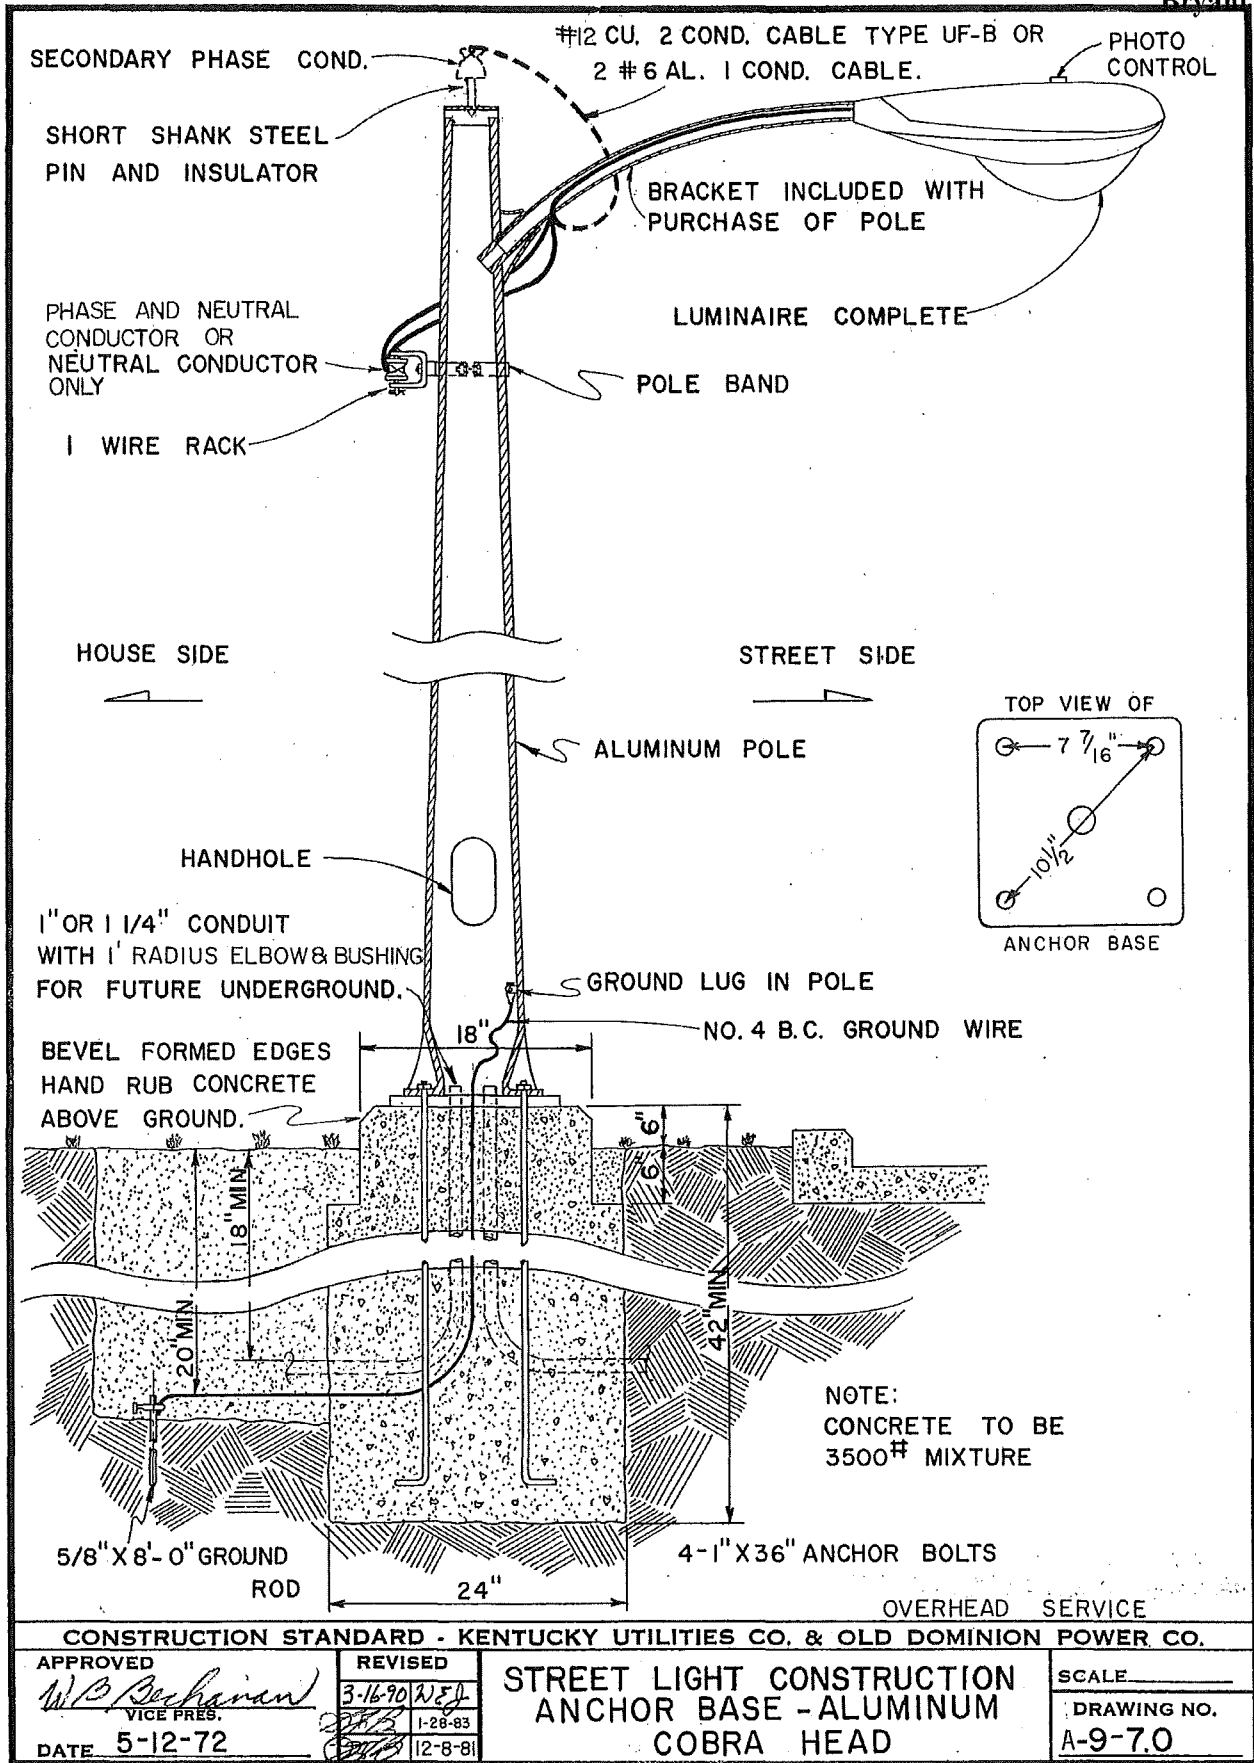 Bryant
#12 CU. 2 COND. CABLE TYPE UF-B OR
2 #6 AL. 1 COND. CABLE.
PHOTO
CONTROL
SECONDARY PHASE COND.
SHORT SHANK STEEL
PIN AND INSULATOR
BRACKET INCLUDED WITH
PURCHASE OF POLE
PHASE AND NEUTRAL
CONDUCTOR OR
NEUTRAL CONDUCTOR
ONLY
LUMINAIRE COMPLETE
POLE BAND
1 WIRE RACK
HOUSE SIDE
STREET SIDE
TOP VIEW OF
7 7/16"
10 1/2
ANCHOR BASE
ALUMINUM POLE
HANDHOLE
1" OR 1 1/4" CONDUIT
WITH 1' RADIUS ELBOW & BUSHING
FOR FUTURE UNDERGROUND.
GROUND LUG IN POLE
NO. 4 B.C. GROUND WIRE
18"
BEVEL FORMED EDGES
HAND RUB CONCRETE
ABOVE GROUND.
6"
6"
18" MIN
20" MIN.
42" MIN.
NOTE:
CONCRETE TO BE
3500# MIXTURE
5/8" X 8'-0" GROUND
ROD
24"
4-1" X 36" ANCHOR BOLTS
OVERHEAD SERVICE
CONSTRUCTION STANDARD - KENTUCKY UTILITIES CO. & OLD DOMINION POWER CO.
APPROVED
VICE PRES.
DATE 5-12-72
REVISED
3-16-90 WEJ
1-28-83
12-8-81
STREET LIGHT CONSTRUCTION
ANCHOR BASE - ALUMINUM
COBRA HEAD
SCALE
DRAWING NO.
A-9-7.0